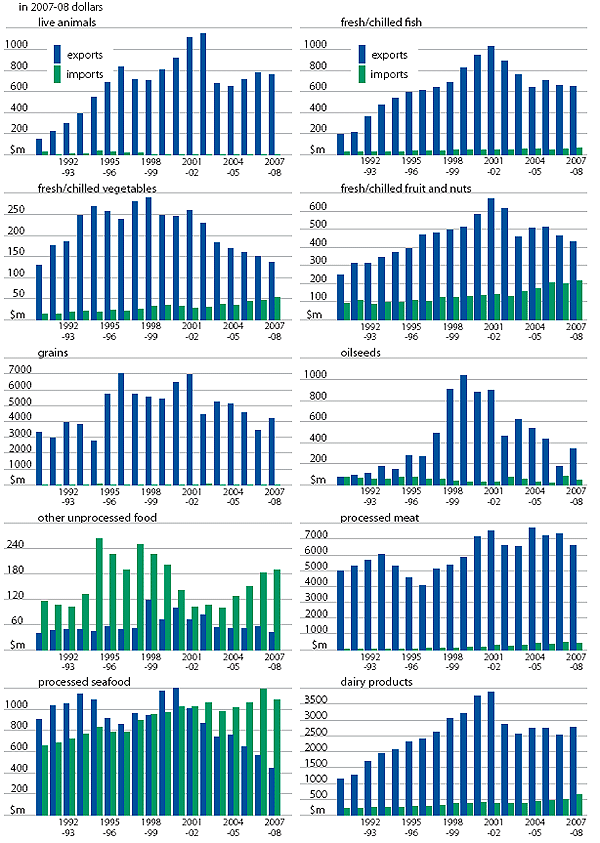 in 2007-08 dollars
live animals
1000
800
600
400
200
$m
exports
imports
1992 1995 1998 2001 2004 2007
-93 -96 -99 -02 -05 -08
fresh/chilled fish
1000
800
600
400
200
$m
exports
imports
1992 1995 1998 2001 2004 2007
-93 -96 -99 -02 -05 -08
fresh/chilled vegetables
250
200
150
100
50
$m
1992 1995 1998 2001 2004 2007
-93 -96 -99 -02 -05 -08
fresh/chilled fruit and nuts
600
500
400
300
200
100
$m
1992 1995 1998 2001 2004 2007
-93 -96 -99 -02 -05 -08
grains
7000
6000
5000
4000
3000
2000
1000
$m
1992 1995 1998 2001 2004 2007
-93 -96 -99 -02 -05 -08
oilseeds
1000
800
600
400
200
$m
1992 1995 1998 2001 2004 2007
-93 -96 -99 -02 -05 -08
other unprocessed food
240
180
120
60
$m
1992 1995 1998 2001 2004 2007
-93 -96 -99 -02 -05 -08
processed meat
7000
6000
5000
4000
3000
2000
1000
$m
1992 1995 1998 2001 2004 2007
-93 -96 -99 -02 -05 -08
processed seafood
1000
800
600
400
200
$m
1992 1995 1998 2001 2004 2007
-93 -96 -99 -02 -05 -08
dairy products
3500
3000
2500
2000
1500
1000
500
$m
1992 1995 1998 2001 2004 2007
-93 -96 -99 -02 -05 -08